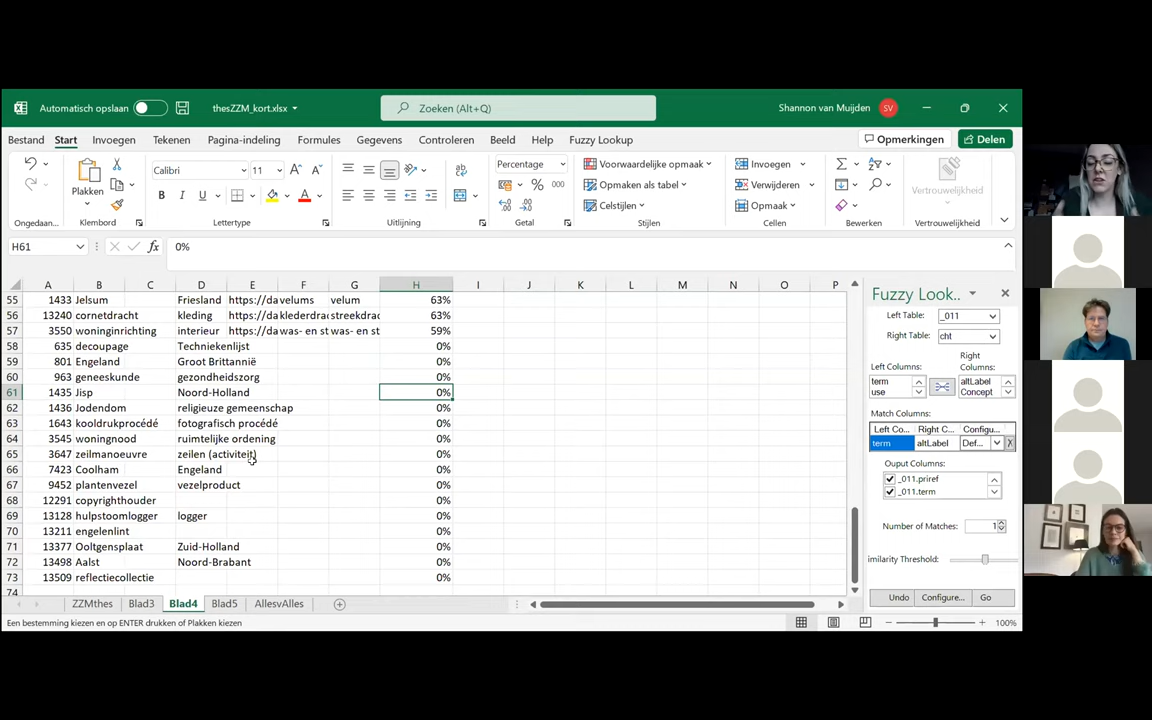 Automatisch opslaan thesZZM_kort.xlsx Zoeken (Alt+Q) Shannon van Muijden SV
Bestand Start Invoegen Tekenen Pagina-indeling Formules Gegevens Controleren Beeld Help Fuzzy Lookup Opmerkingen Delen
Plakken Calibri 11 Percentage Voorwaardelijke opmaak Invoegen Vertrouwelijkheid
B I U A % 000 Opmaken als tabel Verwijderen
Celstijlen Opmaak
Ongedaan... Klembord Lettertype Uitlijning Getal Stijlen Cellen Bewerken Vertrouwelijkheid
H61 fx 0%
A B C D E F G H I J K L M N O P
55 1433 Jelsum Friesland https://da velums velum 63%
56 13240 cornetdracht kleding https://da klederdrac streekdrac 63%
57 3550 woninginrichting interieur https://da was- en st was- en st 59%
58 635 decoupage Techniekenlijst 0%
59 801 Engeland Groot Brittannië 0%
60 963 geneeskunde gezondheidszorg 0%
61 1435 Jisp Noord-Holland 0%
62 1436 Jodendom religieuze gemeenschap 0%
63 1643 kooldrukprocédé fotografisch procédé 0%
64 3545 woningnood ruimtelijke ordening 0%
65 3647 zeilmanoeuvre zeilen (activiteit) 0%
66 7423 Coolham Engeland 0%
67 9452 plantenvezel vezelproduct 0%
68 12291 copyrighthouder 0%
69 13128 hulpstoomlogger logger 0%
70 13211 engelenlint 0%
71 13377 Ooltgensplaat Zuid-Holland 0%
72 13498 Aalst Noord-Brabant 0%
73 13509 reflectiecollectie 0%
74
ZZMthes Blad3 Blad4 Blad5 AllesvAlles
Een bestemming kiezen en op ENTER drukken of Plakken kiezen 100%
Fuzzy Look..
Left Table: _011
Right Table: cht
Left Columns: Right Columns:
term altLabel
use Concept
Match Columns:
Left Co... Right C... Configu...
term altLabel Def... X
Ouput Columns:
_011.priref
_011.term
Number of Matches: 1
imilarity Threshold:
Undo Configure... Go